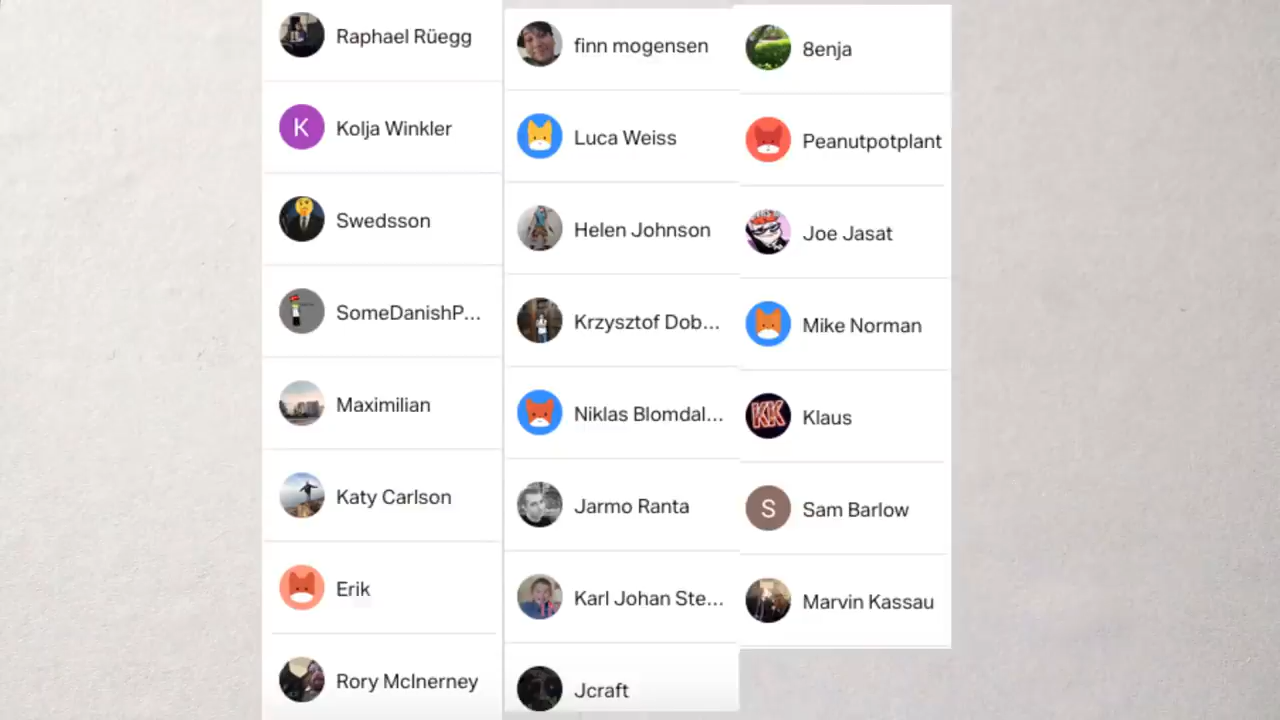 Raphael Rüegg
K
Kolja Winkler
Swedsson
SomeDanishP...
Maximilian
Katy Carlson
Erik
Rory McInerney
finn mogensen
Luca Weiss
Helen Johnson
Krzysztof Dob...
Niklas Blomdal...
Jarmo Ranta
Karl Johan Ste...
Jcraft
8enja
Peanutpotplant
Joe Jasat
Mike Norman
KK
Klaus
S
Sam Barlow
Marvin Kassau